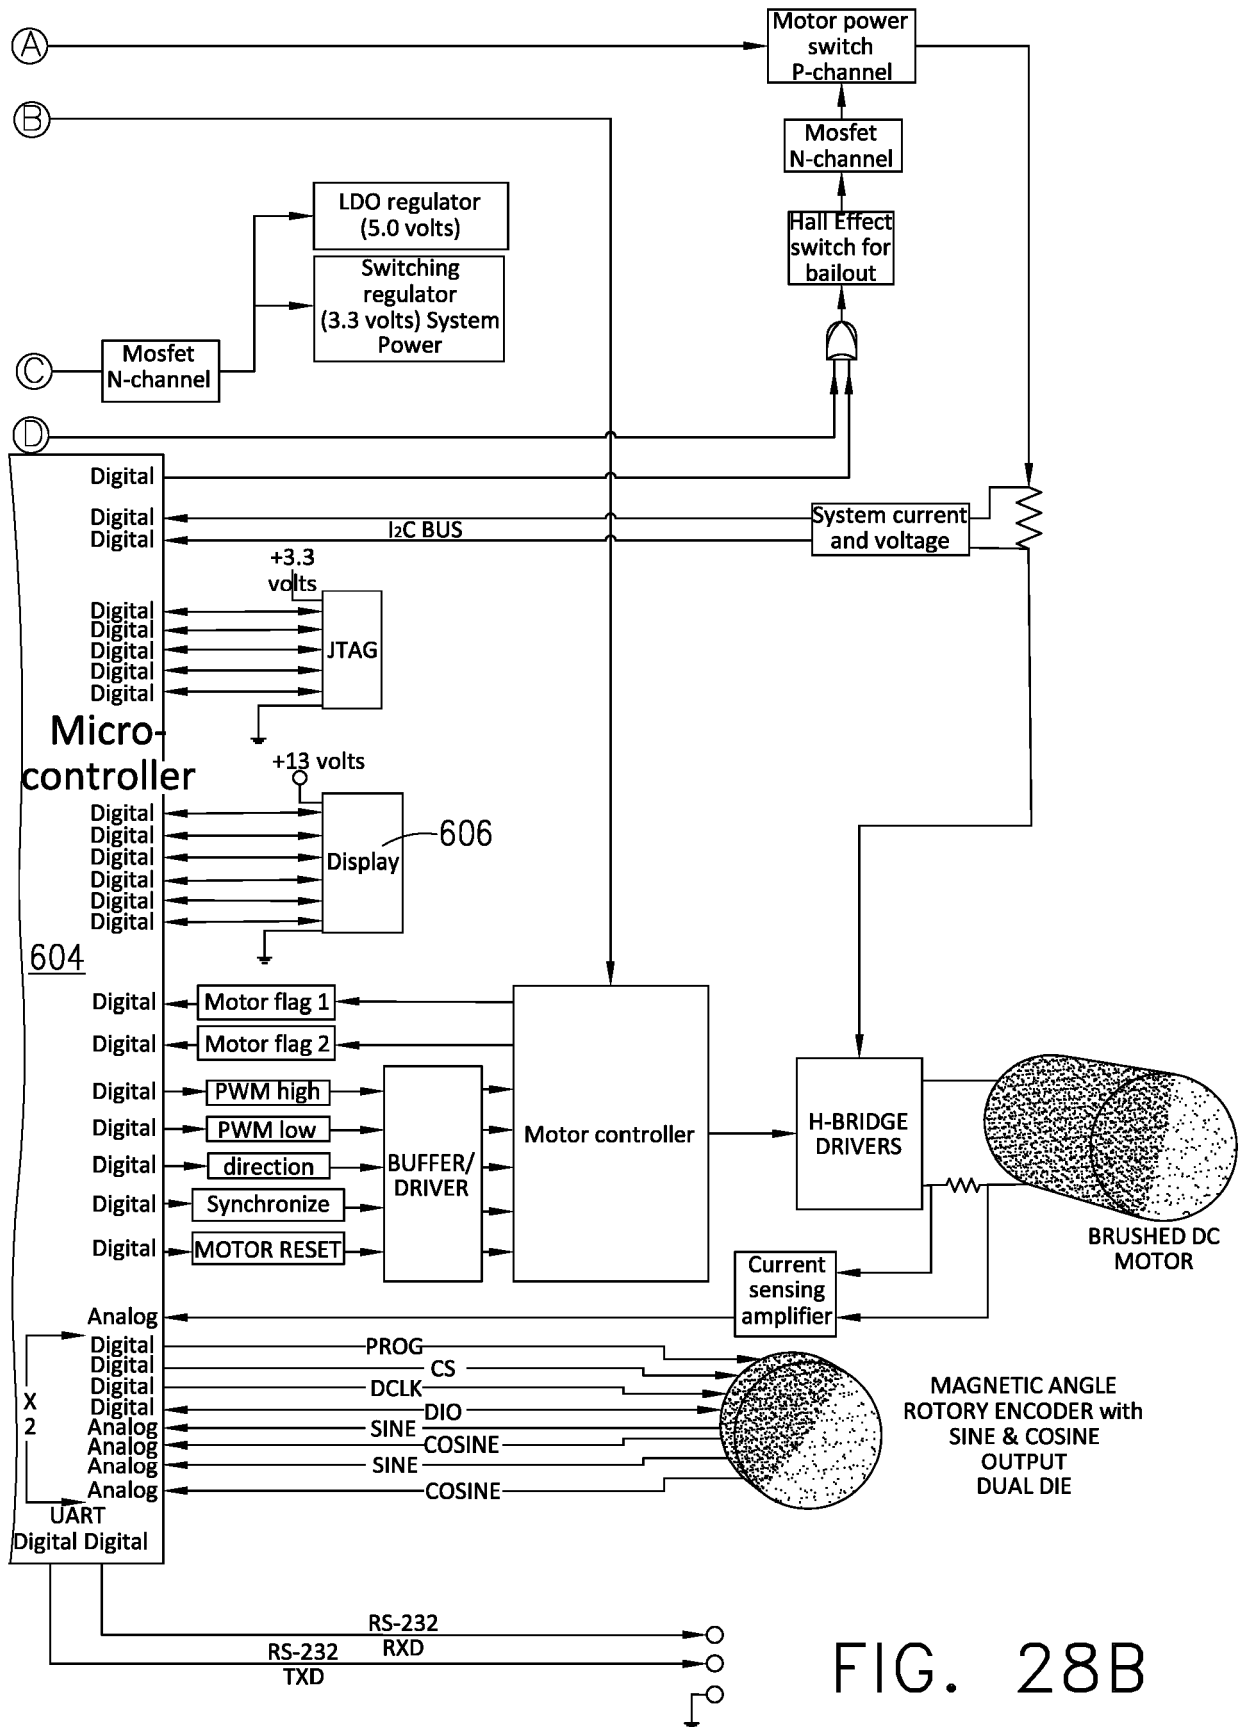 A
Motor power
switch
P-channel
B
Mosfet
N-channel
LDO regulator
(5.0 volts)
Hall Effect
switch for
bailout
Switching
regulator
(3.3 volts) System
Power
C
Mosfet
N-channel
D
Digital
Digital
Digital
I2C BUS
System current
and voltage
+3.3
volts
Digital
Digital
Digital
Digital
Digital
JTAG
Micro-
controller
+13 volts
Digital
Digital
Digital
Digital
Digital
Digital
Display
606
604
Digital
Motor flag 1
Digital
Motor flag 2
Digital
PWM high
Digital
PWM low
Digital
direction
Digital
Synchronize
Digital
MOTOR RESET
BUFFER/
DRIVER
Motor controller
H-BRIDGE
DRIVERS
BRUSHED DC
MOTOR
Current
sensing
amplifier
Analog
Digital
PROG
Digital
CS
Digital
DCLK
Digital
DIO
Analog
SINE
Analog
COSINE
Analog
SINE
Analog
COSINE
X
2
MAGNETIC ANGLE
ROTORY ENCODER with
SINE & COSINE
OUTPUT
DUAL DIE
UART
Digital Digital
RS-232
RXD
RS-232
TXD
FIG. 28B